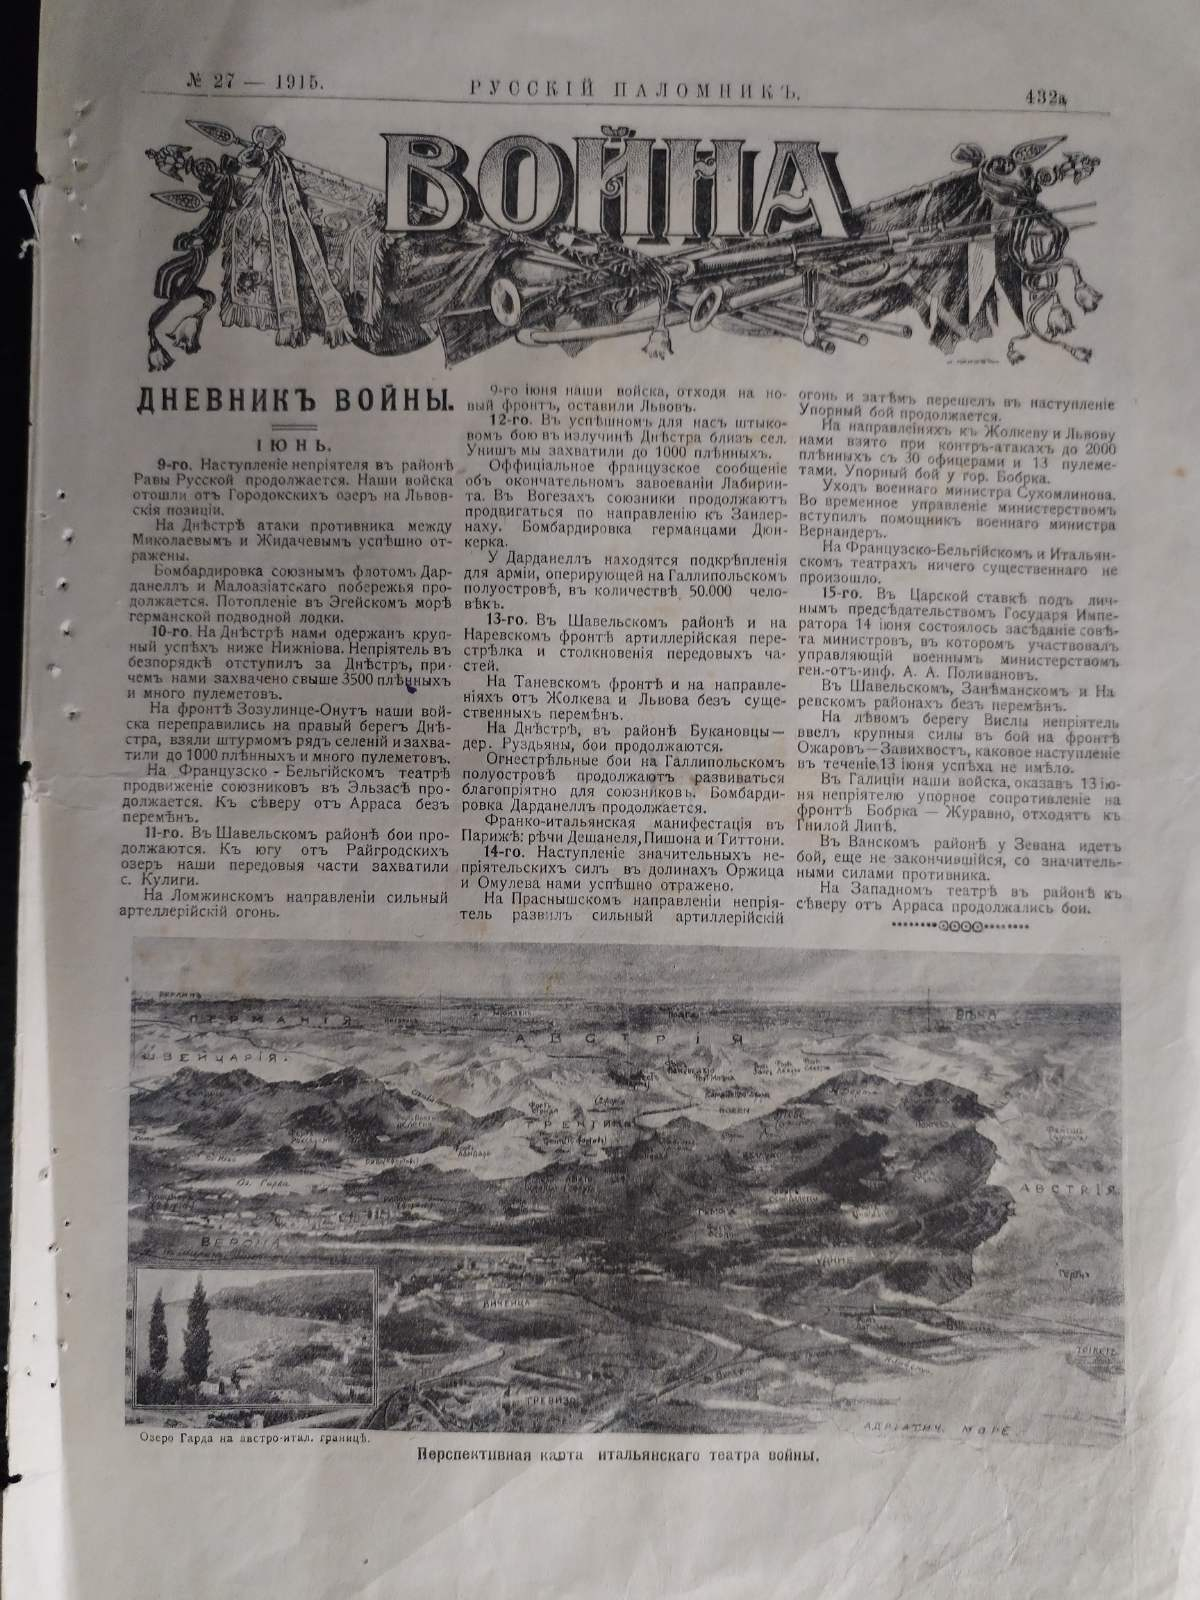 № 27 — 1915.
РУССКІЙ ПАЛОМНИКЪ.
432а
ВОЙНА
ДНЕВНИКЪ ВОЙНЫ.
ІЮНЬ.
9-го. Наступленіе непріятеля въ районѣ
Равы Русской продолжается. Наши войска
отошли отъ Городокскихъ озеръ на Львов-
скія позиціи.
На Днѣстрѣ атаки противника между
Миколаевымъ и Жидачевымъ успѣшно от-
ражены.
Бомбардировка союзнымъ флотомъ Дар-
данеллъ и Малоазіатскаго побережья про-
должается. Потопленіе въ Эгейскомъ морѣ
германской подводной лодки.
10-го. На Днѣстрѣ нами одержанъ круп-
ный успѣхъ ниже Нижніова. Непріятель въ
безпорядкѣ отступилъ за Днѣстръ, при-
чемъ нами захвачено свыше 3500 плѣнныхъ
и много пулеметовъ.
На фронтѣ Зозулинце-Онутъ наши вой-
ска переправились на правый берегъ Днѣ-
стра, взяли штурмомъ рядъ селеній и захва-
тили до 1000 плѣнныхъ и много пулеметовъ.
На Французско-Бельгійскомъ театрѣ
продвиженіе союзниковъ въ Эльзасѣ про-
должается. Къ сѣверу отъ Арраса безъ
перемѣнъ.
11-го. Въ Шавельскомъ районѣ бои про-
должаются. Къ югу отъ Райгродскихъ
озеръ наши передовыя части захватили
с. Кулиги.
На Ломжинскомъ направленіи сильный
артеллерійскій огонь.
9-го іюня наши войска, отходя на но-
вый фронтъ, оставили Львовъ.
12-го. Въ успѣшномъ для насъ штыко-
вомъ бою въ излучинѣ Днѣстра близъ сел.
Унишъ мы захватили до 1000 плѣнныхъ.
Оффиціальное французское сообщеніе
объ окончательномъ завоеваніи Лабирин-
та. Въ Вогезахъ союзники продолжаютъ
продвигаться по направленію къ Зандер-
наху. Бомбардировка германцами Дюн-
керка.
У Дарданеллъ находятся подкрѣпленія
для арміи, оперирующей на Галлипольскомъ
полуостровѣ, въ количествѣ 50.000 чело-
вѣкъ.
13-го. Въ Шавельскомъ районѣ и на
Наревскомъ фронтѣ артиллерійская пере-
стрѣлка и столкновенія передовыхъ ча-
стей.
На Таневскомъ фронтѣ и на направле-
ніяхъ отъ Жолкева и Львова безъ суще-
ственныхъ перемѣнъ.
На Днѣстрѣ, въ районѣ Букановцы—
дер. Руздьяны, бои продолжаются.
Огнестрѣльные бои на Галлипольскомъ
полуостровѣ продолжаютъ развиваться
благопріятно для союзниковъ. Бомбарди-
ровка Дарданеллъ продолжается.
Франко-итальянская манифестація въ
Парижѣ: рѣчи Дешанеля, Пишона и Титтони.
14-го. Наступленіе значительныхъ не-
пріятельскихъ силъ въ долинахъ Оржица
и Омулева нами успѣшно отражено.
На Праснышскомъ направленіи непрія-
тель развилъ сильный артиллерійскій
огонь и затѣмъ перешелъ въ наступленіе
Упорный бой продолжается.
На направленіяхъ къ Жолкеву и Львову
нами взято при контръ-атакахъ до 2000
плѣнныхъ съ 30 офицерами и 13 пулеме-
тами. Упорный бой у гор. Бобрка.
Уходъ военнаго министра Сухомлинова.
Во временное управленіе министерствомъ
вступилъ помощникъ военнаго министра
Вернандеръ.
На Французско-Бельгійскомъ и Итальян-
скомъ театрахъ ничего существеннаго не
произошло.
15-го. Въ Царской ставкѣ подъ лич-
нымъ предсѣдательствомъ Государя Импе-
ратора 14 іюня состоялось засѣданіе совѣ-
та министровъ, въ которомъ участвовалъ
управляющій военнымъ министерствомъ
ген.-отъ-инф. А. А. Поливановъ.
Въ Шавельскомъ, Занѣманскомъ и На
ревскомъ районахъ безъ перемѣнъ.
На лѣвомъ берегу Вислы непріятель
ввелъ крупныя силы въ бой на фронтѣ
Ожаровъ—Завихвостъ, каковое наступленіе
въ теченіе 13 іюня успѣха не имѣло.
Въ Галиціи наши войска, оказавъ 13 ію-
ня непріятелю упорное сопротивленіе на
фронтѣ Бобрка — Журавно, отходятъ къ
Гнилой Липѣ.
Въ Ванскомъ районѣ у Зевана идетъ
бой, еще не закончившійся, со значитель-
ными силами противника.
На Западномъ театрѣ въ районѣ къ
сѣверу отъ Арраса продолжались бои.
БЕРЛИНЪ
ГЕРМАНІЯ
ВѢНА
АВСТРІЯ
ШВЕЙЦАРІЯ.
Оз. Гарда
АВСТРІЯ.
ВЕРОНА
УДИНЕ
ВИЧЕНЦА
ТРЕВИЗО
АДРІАТИЧ. МОРЕ
Озеро Гарда на австро-итал. границѣ.
Перспективная карта итальянскаго театра войны.